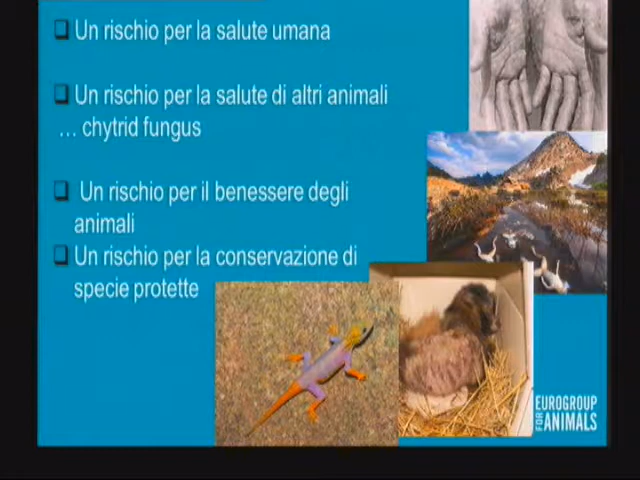 Un rischio per la salute umana
Un rischio per la salute di altri animali
… chytrid fungus
Un rischio per il benessere degli
animali
Un rischio per la conservazione di
specie protette
EUROGROUP
FOR ANIMALS